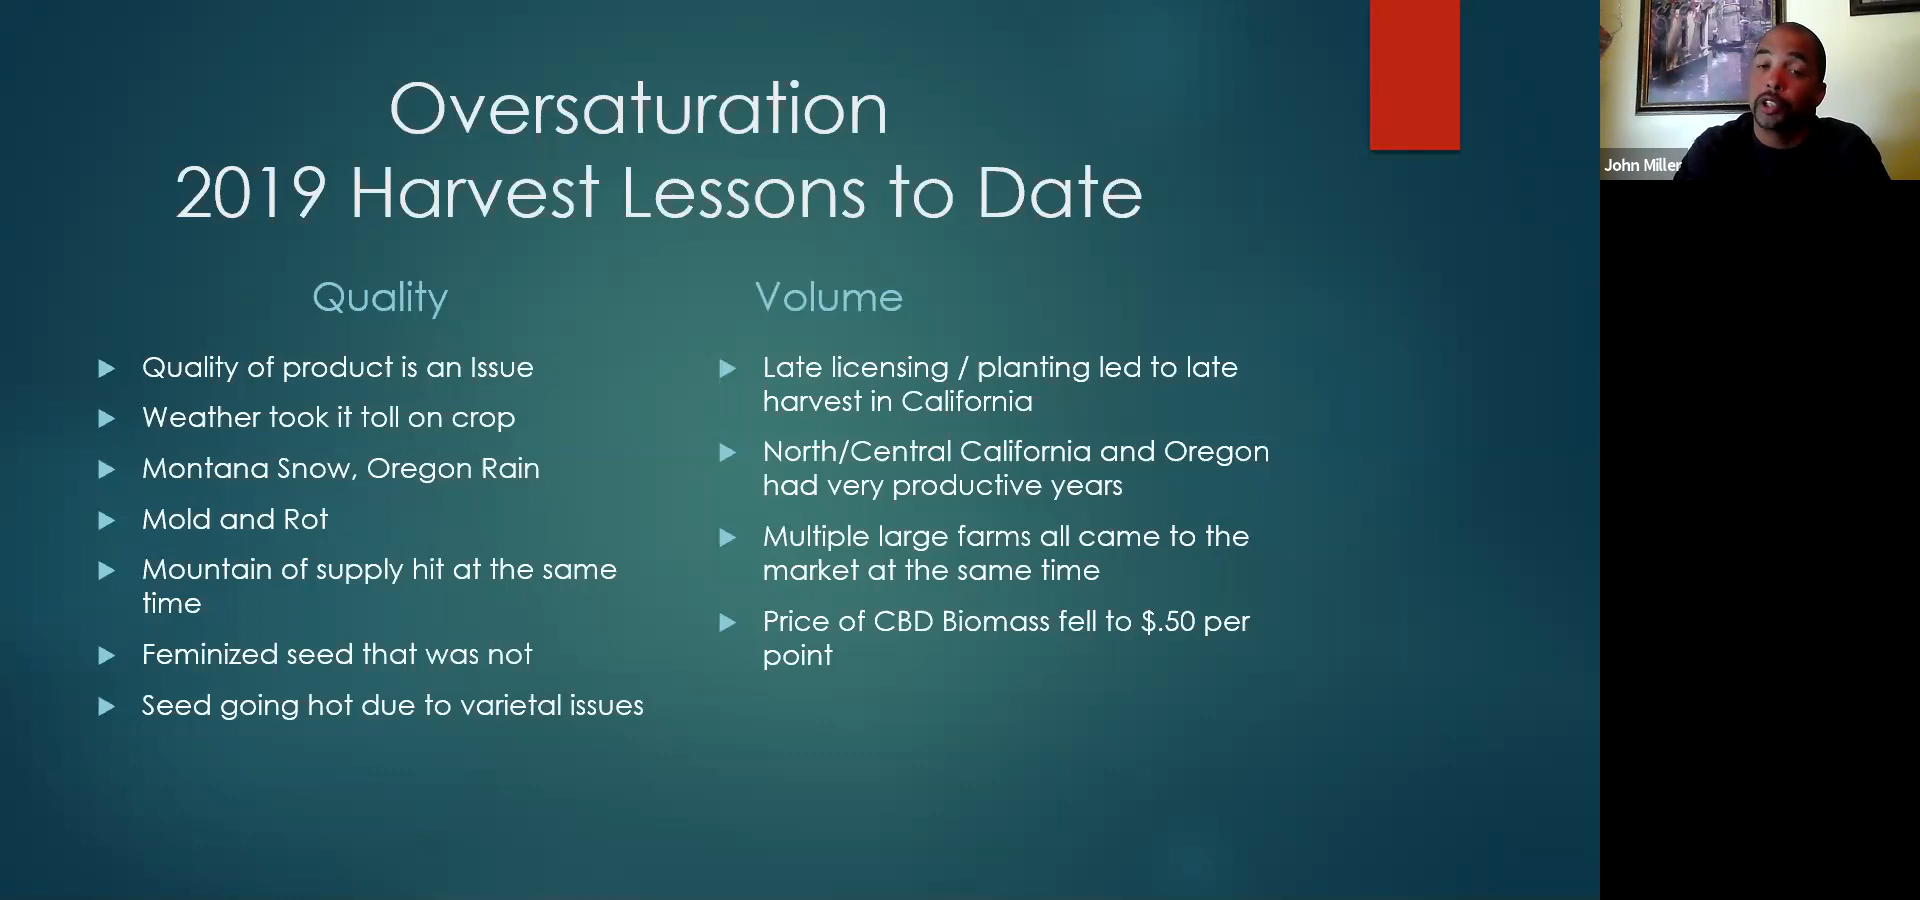 Oversaturation
2019 Harvest Lessons to Date
Quality
Quality of product is an Issue
Weather took it toll on crop
Montana Snow, Oregon Rain
Mold and Rot
Mountain of supply hit at the same
time
Feminized seed that was not
Seed going hot due to varietal issues
Volume
Late licensing / planting led to late
harvest in California
North/Central California and Oregon
had very productive years
Multiple large farms all came to the
market at the same time
Price of CBD Biomass fell to $.50 per
point
John Miller